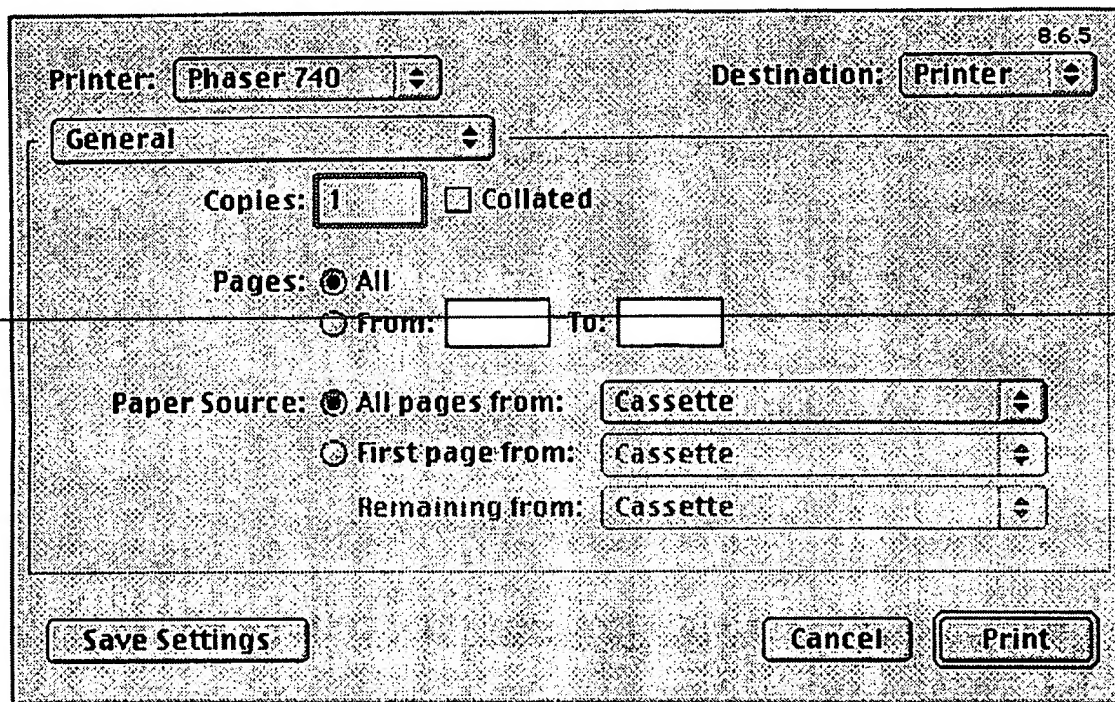 8.6.5
Printer: Phaser 740 Destination: Printer
General
Copies: 1 Collated
Pages: All
From: To:
Paper Source: All pages from: Cassette
First page from: Cassette
Remaining from: Cassette
Save Settings Cancel Print